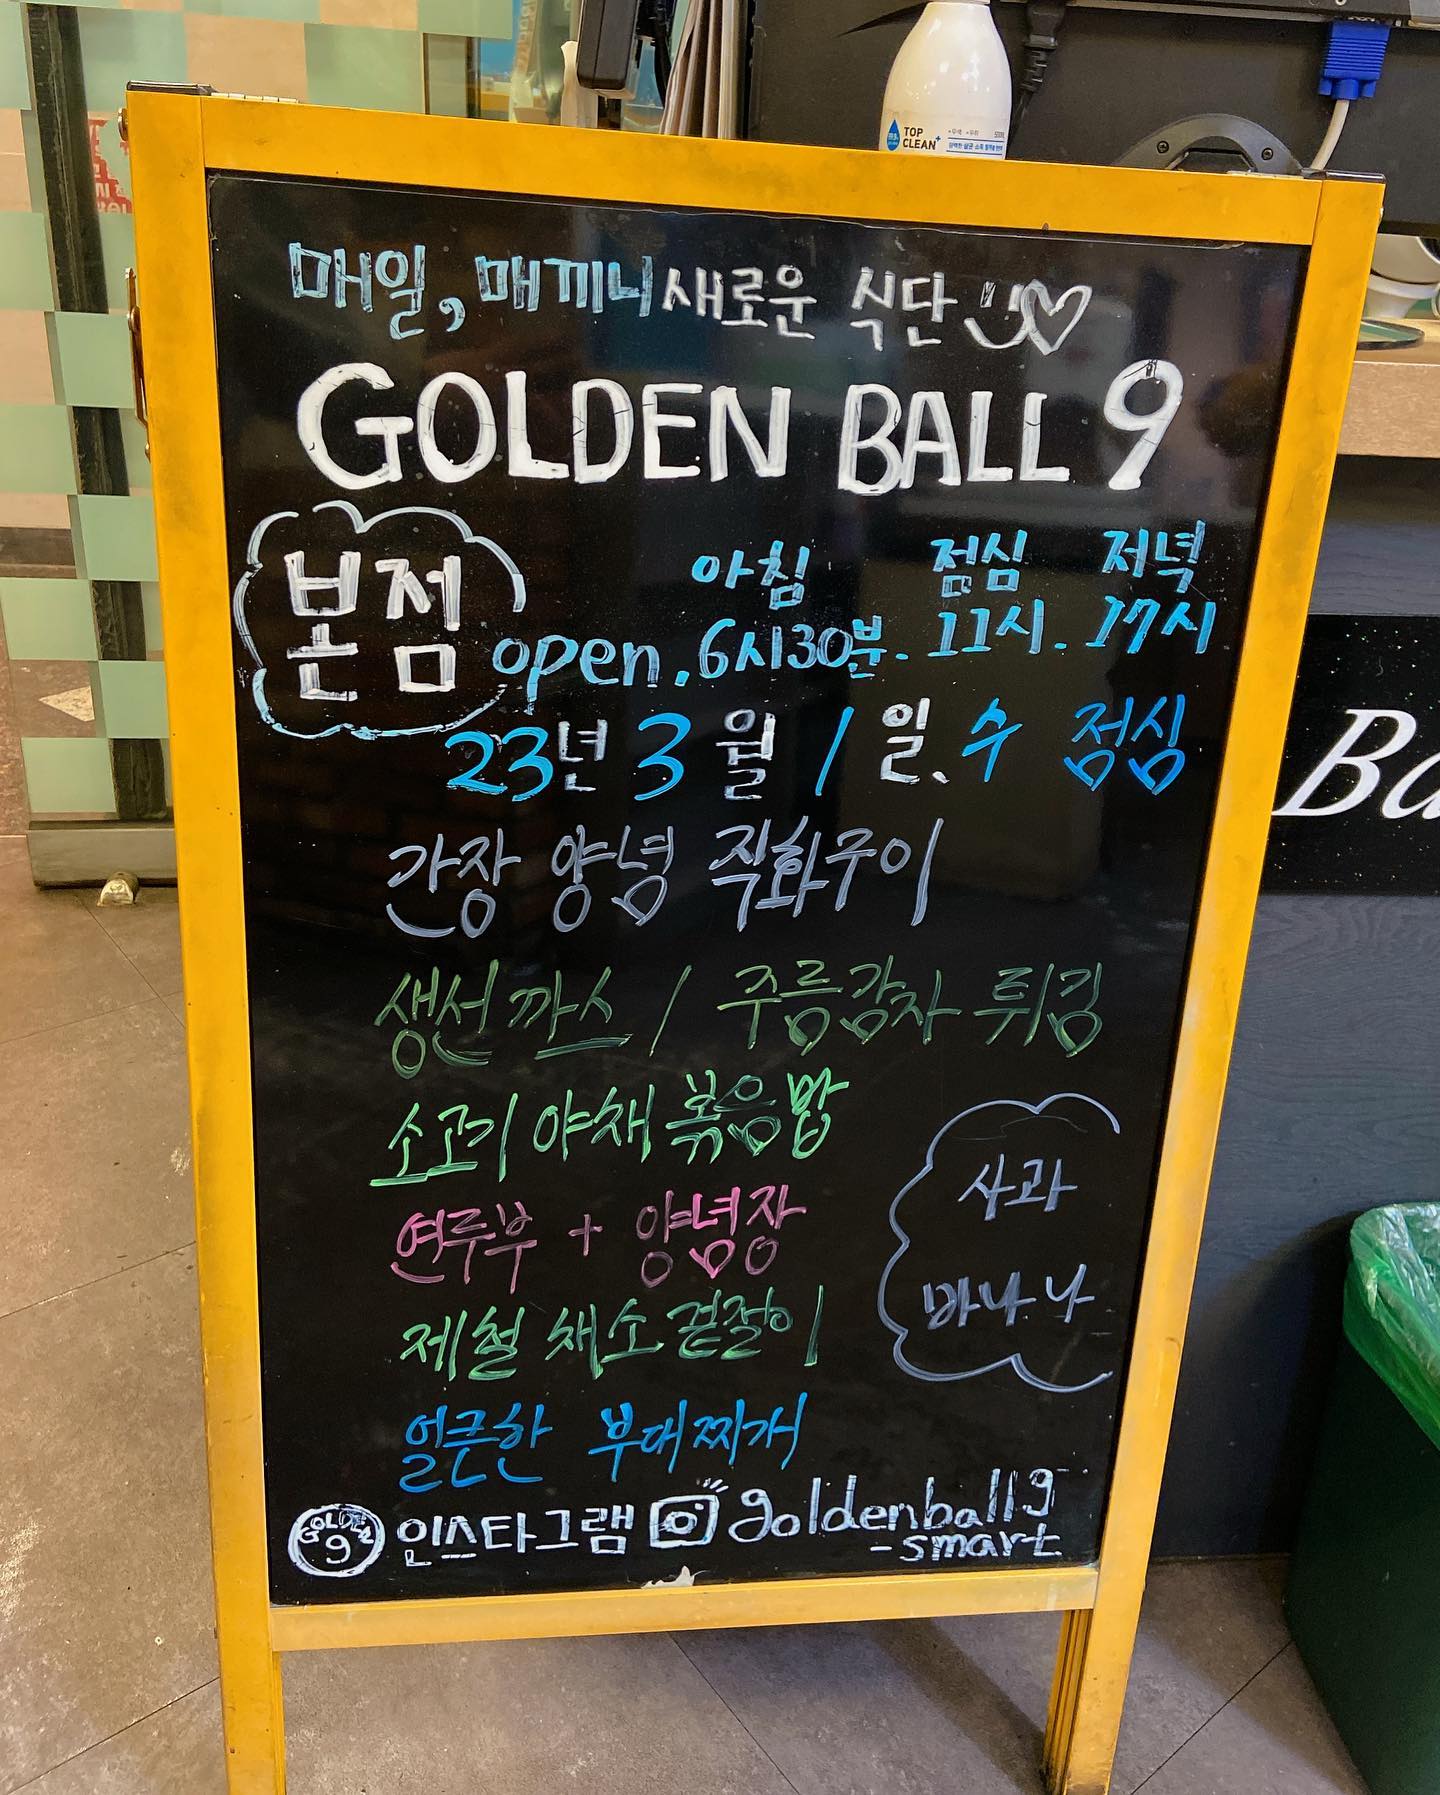 TOP
CLEAN+
매일, 매끼니 새로운 식단
GOLDEN BALL 9
본점
아침 점심 저녁
open. 6시30분. 11시. 17시
23년 3월 1일, 수 점심
간장 양념 직화구이
생선까스 / 주름감자 튀김
소고기 야채 볶음밥
연두부 + 양념장
사과
바나나
제철 채소 겉절이
얼큰한 부대찌개
GOLDEN 9
인스타그램 goldenball9
-smart
Ba